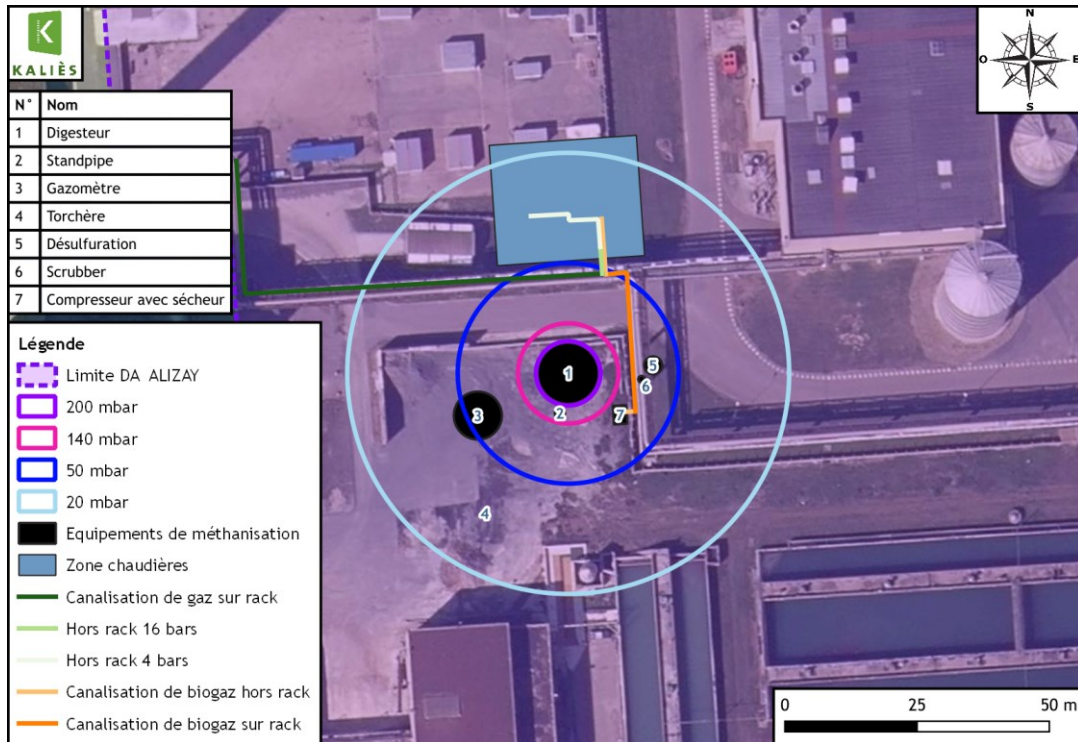 KALIÈS
N
O
E
S
N° Nom
1 Digesteur
2 Standpipe
3 Gazomètre
4 Torchère
5 Désulfuration
6 Scrubber
7 Compresseur avec sécheur
Légende
Limite DA ALIZAY
200 mbar
140 mbar
50 mbar
20 mbar
Equipements de méthanisation
Zone chaudières
Canalisation de gaz sur rack
Hors rack 16 bars
Hors rack 4 bars
Canalisation de biogaz hors rack
Canalisation de biogaz sur rack
1
2
3
4
5
6
7
0 25 50 m